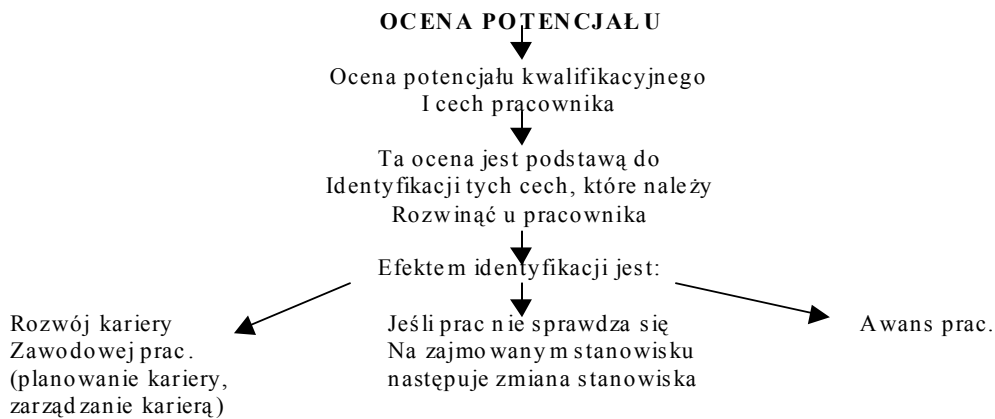 OCENA POTENCJAŁU
Ocena potencjału kwalifikacyjnego
I cech pracownika
Ta ocena jest podstawą do
Identyfikacji tych cech, które należy
Rozwinąć u pracownika
Efektem identyfikacji jest:
Rozwój kariery
Zawodowej prac.
(planowanie kariery,
zarządzanie karierą)
Jeśli prac nie sprawdza się
Na zajmowanym stanowisku
następuje zmiana stanowiska
Awans prac.